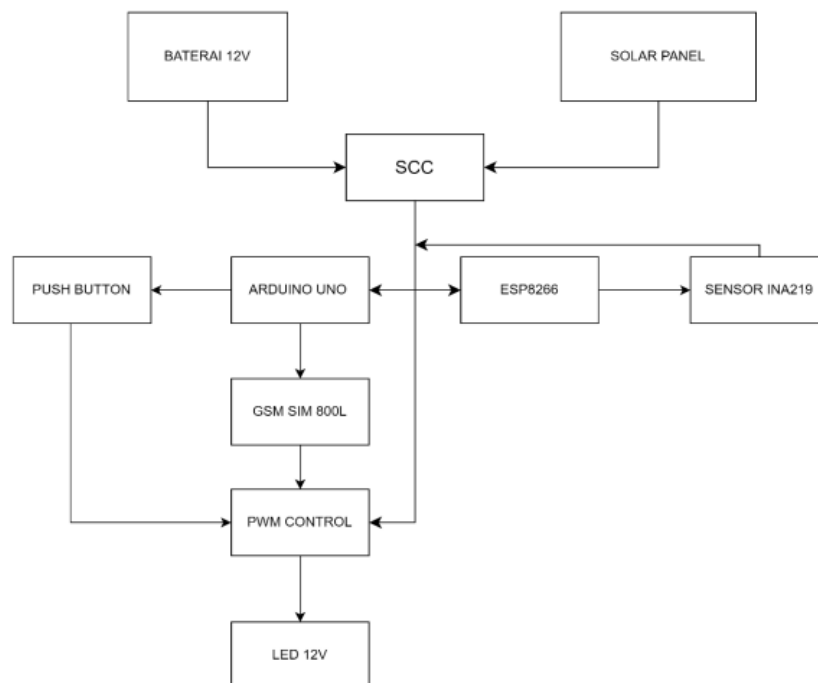 BATERAI 12V
SOLAR PANEL
SCC
PUSH BUTTON
ARDUINO UNO
ESP8266
SENSOR INA219
GSM SIM 800L
PWM CONTROL
LED 12V